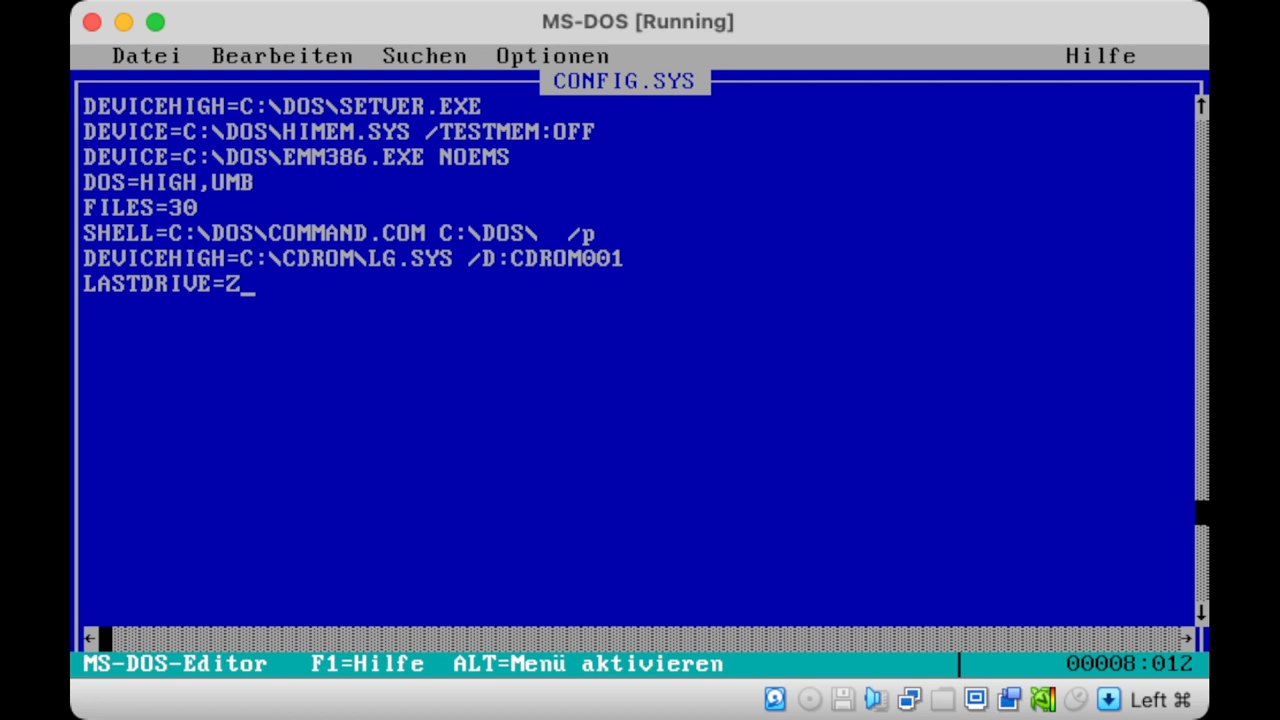 MS-DOS [Running]
Datei Bearbeiten Suchen Optionen Hilfe
CONFIG.SYS
DEVICEHIGH=C:\DOS\SETVER.EXE
DEVICE=C:\DOS\HIMEM.SYS /TESTMEM:OFF
DEVICE=C:\DOS\EMM386.EXE NOEMS
DOS=HIGH,UMB
FILES=30
SHELL=C:\DOS\COMMAND.COM C:\DOS\  /p
DEVICEHIGH=C:\CDROM\LG.SYS /D:CDROM001
LASTDRIVE=Z_
MS-DOS-Editor F1=Hilfe ALT=Menü aktivieren 00008:012
Left ⌘